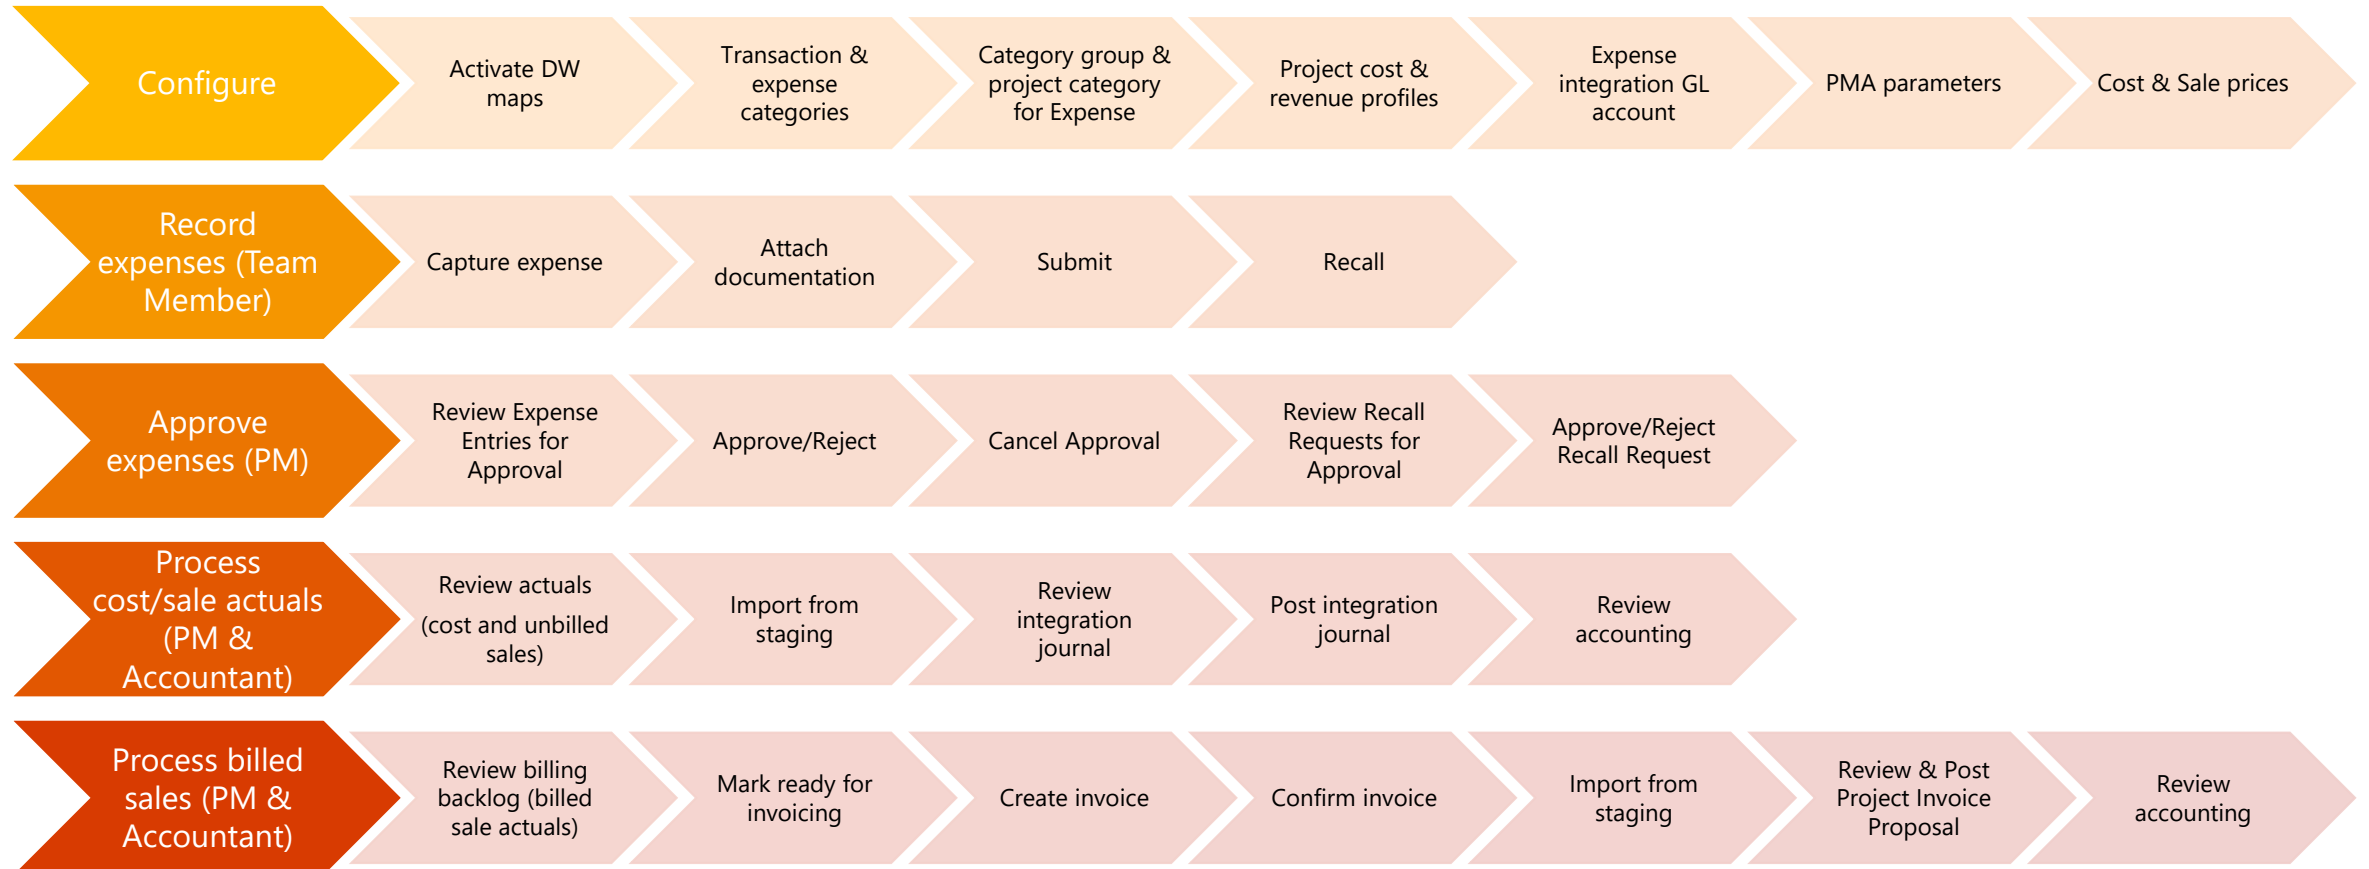 Configure
Activate DW
maps
Transaction &
expense
categories
Category group &
project category
for Expense
Project cost &
revenue profiles
Expense
integration GL
account
PMA parameters
Cost & Sale prices
Record
expenses (Team
Member)
Capture expense
Attach
documentation
Submit
Recall
Approve
expenses (PM)
Review Expense
Entries for
Approval
Approve/Reject
Cancel Approval
Review Recall
Requests for
Approval
Approve/Reject
Recall Request
Process
cost/sale actuals
(PM &
Accountant)
Review actuals
(cost and unbilled
sales)
Import from
staging
Review
integration
journal
Post integration
journal
Review
accounting
Process billed
sales (PM &
Accountant)
Review billing
backlog (billed
sale actuals)
Mark ready for
invoicing
Create invoice
Confirm invoice
Import from
staging
Review & Post
Project Invoice
Proposal
Review
accounting